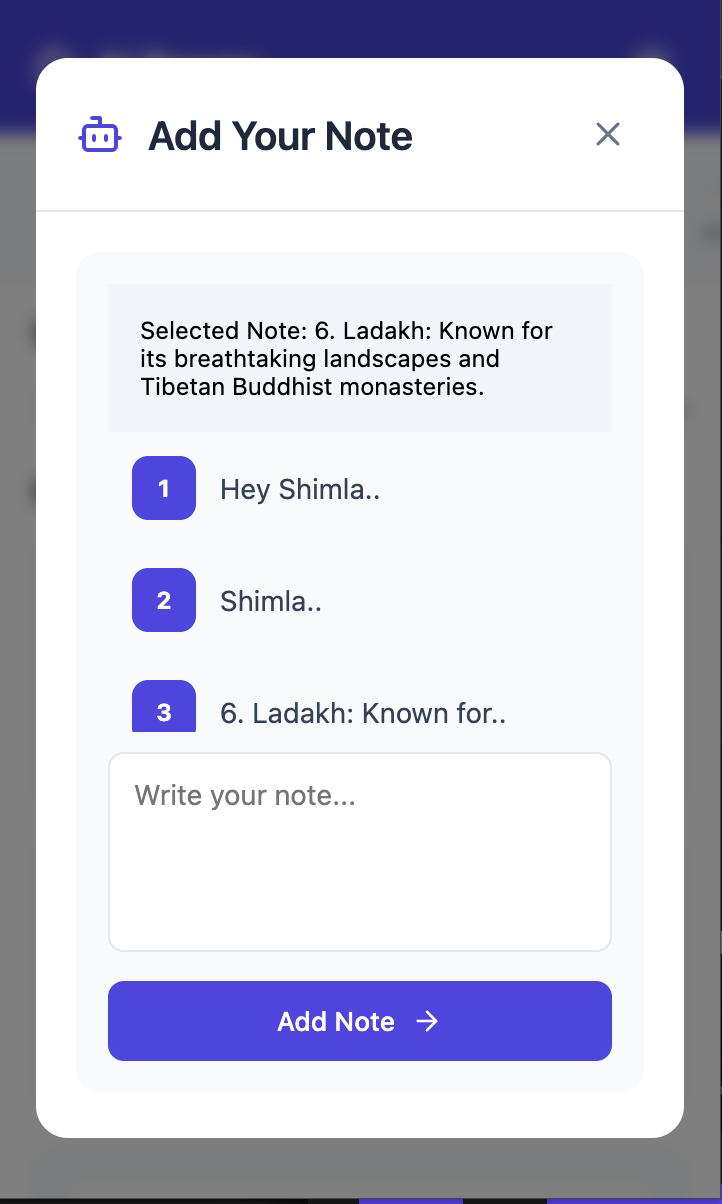 Add Your Note
Selected Note: 6. Ladakh: Known for
its breathtaking landscapes and
Tibetan Buddhist monasteries.
1 Hey Shimla..
2 Shimla..
3 6. Ladakh: Known for..
Write your note...
Add Note →